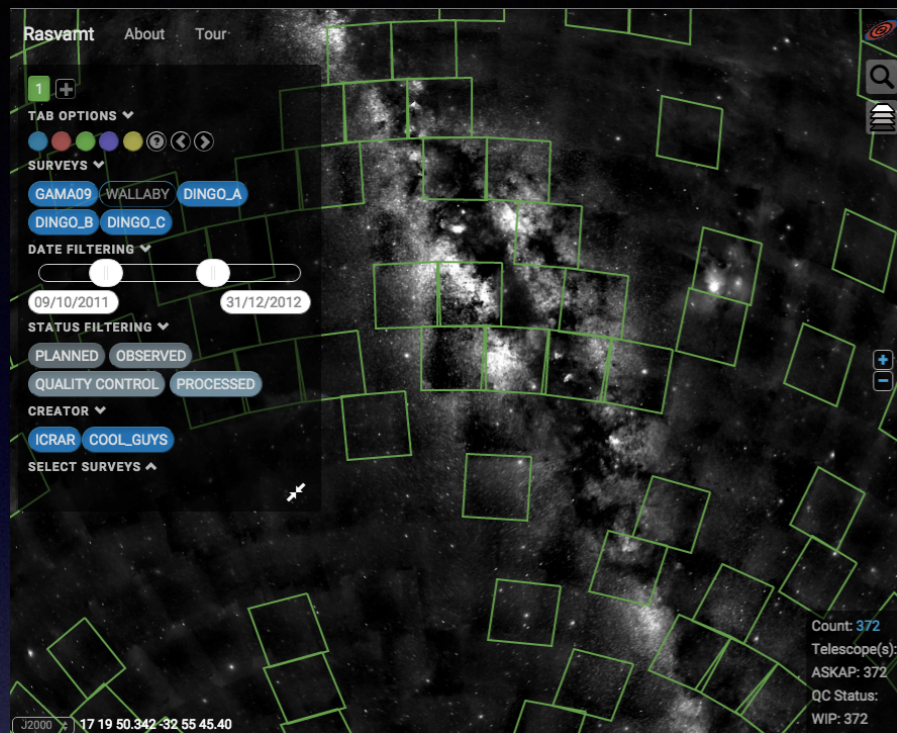 Rasvamt About Tour
1
TAB OPTIONS
SURVEYS
GAMA09 WALLABY DINGO_A
DINGO_B DINGO_C
DATE FILTERING
09/10/2011 31/12/2012
STATUS FILTERING
PLANNED OBSERVED
QUALITY CONTROL PROCESSED
CREATOR
ICRAR COOL_GUYS
SELECT SURVEYS
Count: 372
Telescope(s):
ASKAP: 372
QC Status:
WIP: 372
J2000 17 19 50.342 -32 55 45.40